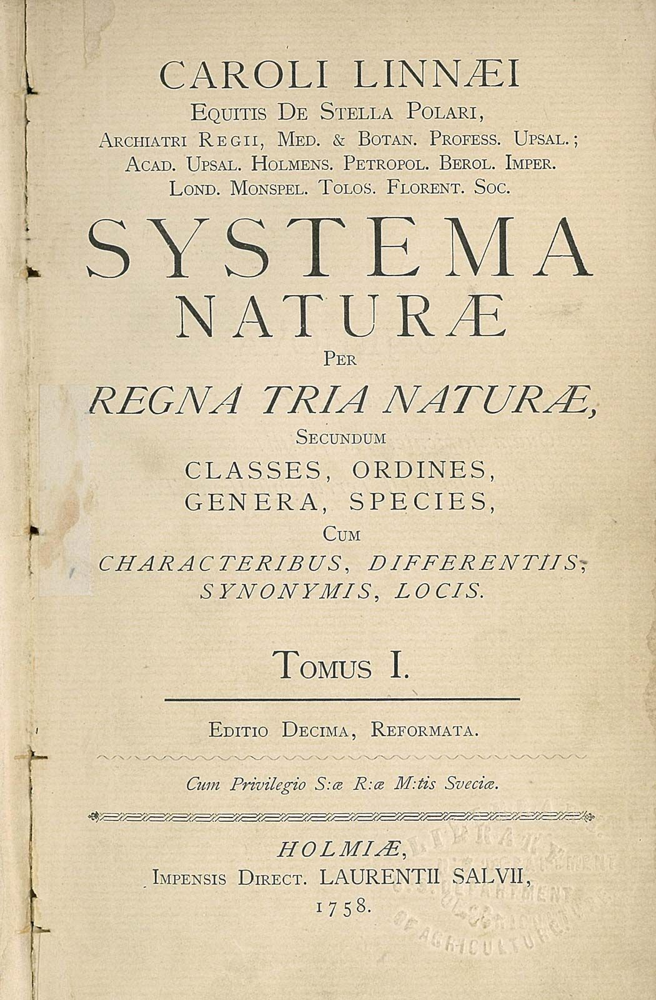 CAROLI LINNÆI
EQUITIS DE STELLA POLARI,
ARCHIATRI REGII, MED. & BOTAN. PROFESS. UPSAL.;
ACAD. UPSAL. HOLMENS. PETROPOL. BEROL. IMPER.
LOND. MONSPEL. TOLOS. FLORENT. SOC.
SYSTEMA
NATURÆ
PER
REGNA TRIA NATURÆ,
SECUNDUM
CLASSES, ORDINES,
GENERA, SPECIES,
CUM
CHARACTERIBUS, DIFFERENTIIS,
SYNONYMIS, LOCIS.
TOMUS I.
EDITIO DECIMA, REFORMATA.
Cum Privilegio S:æ R:æ M:tis Sveciæ.
HOLMIÆ,
IMPENSIS DIRECT. LAURENTII SALVII,
1758.
LIBRARY
DEPARTMENT
OF AGRICULTURE